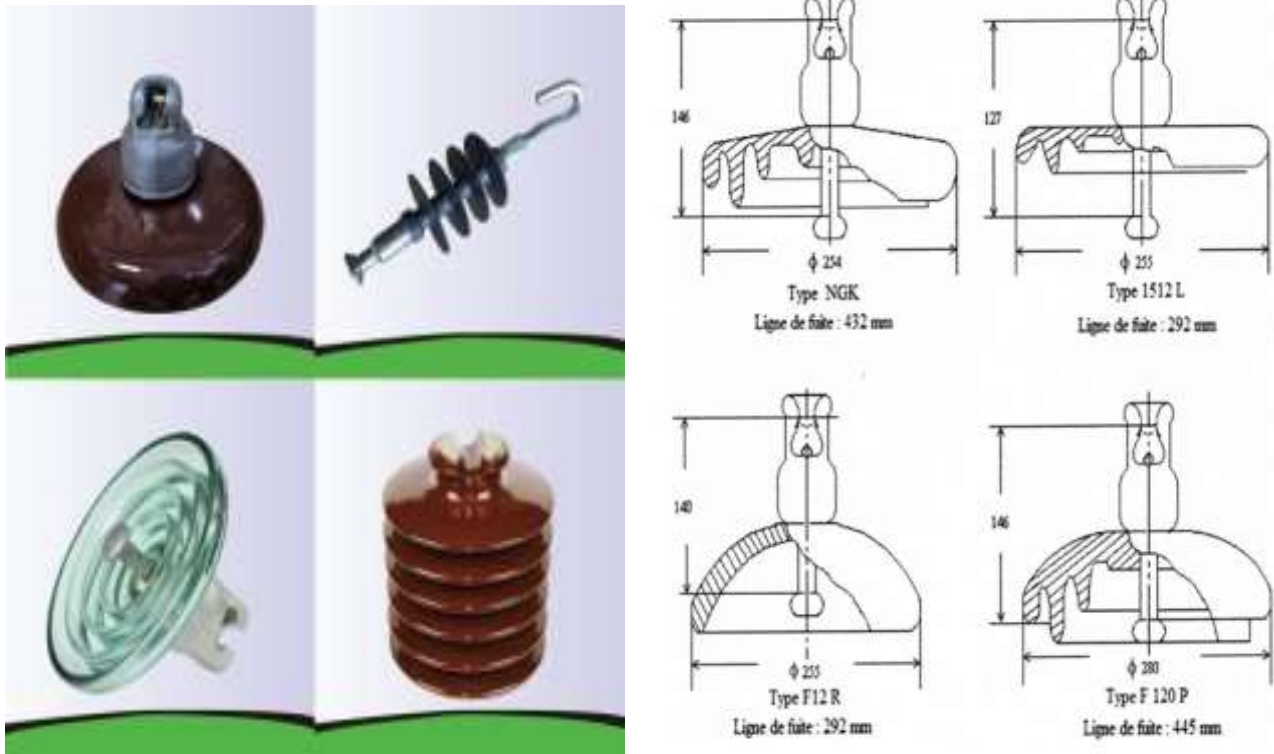 146
127
ϕ 254
Type NGK
Ligne de fuite : 432 mm
ϕ 255
Type 1512 L
Ligne de fuite : 292 mm
140
146
ϕ 255
Type F12 R
Ligne de fuite : 292 mm
ϕ 280
Type F 120 P
Ligne de fuite : 445 mm